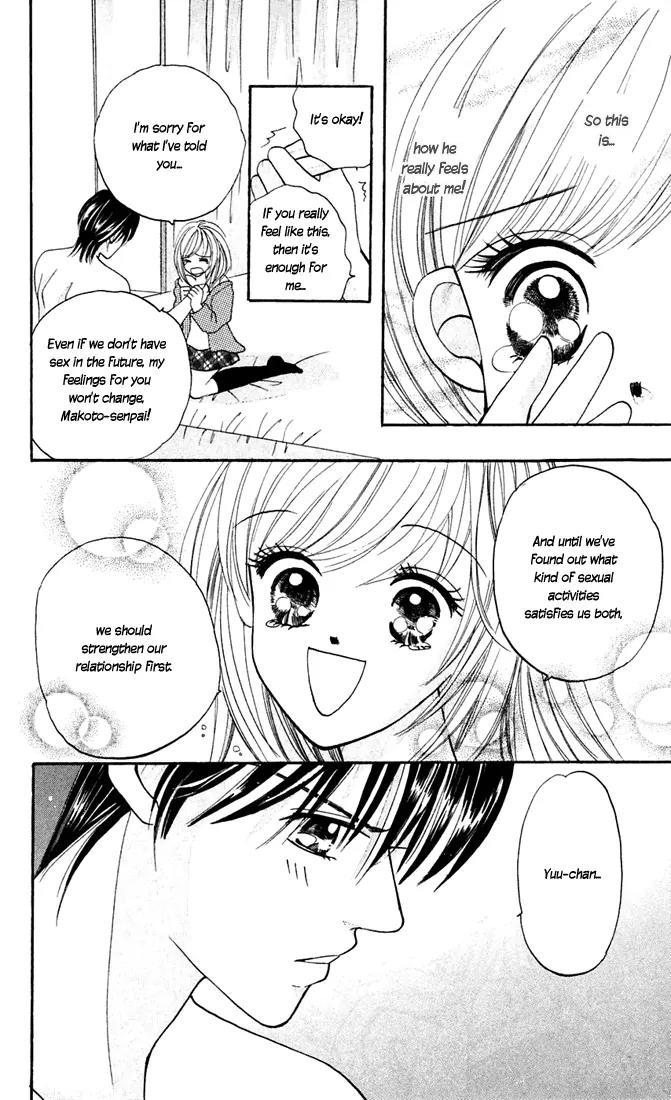 So this
is...
how he
really feels
about me!
It's okay!
If you really
feel like this,
then it's
enough for
me...
I'm sorry for
what I've told
you...
Even if we don't have
sex in the future, my
feelings for you
won't change,
Makoto-senpai!
And until we've
found out what
kind of sexual
activities
satisfies us both,
we should
strengthen our
relationship first.
Yuu-chan...